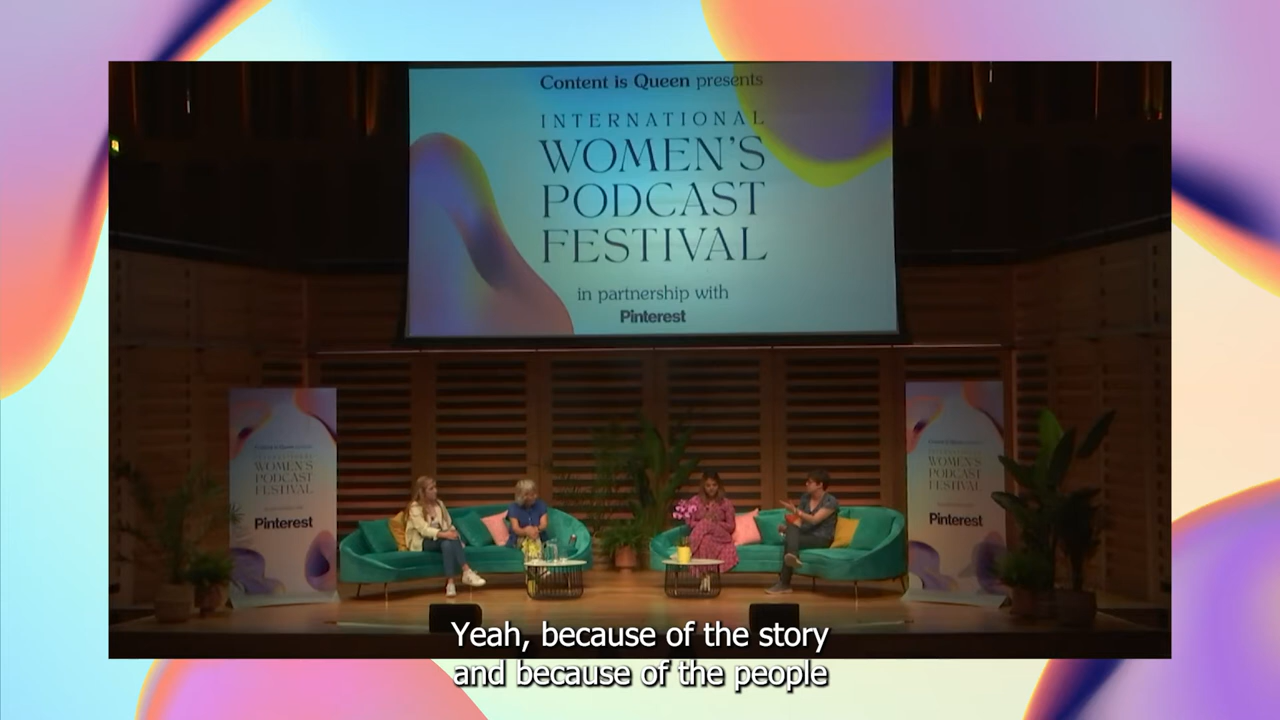 Content is Queen presents
INTERNATIONAL
WOMEN'S
PODCAST
FESTIVAL
in partnership with
Pinterest
WOMEN'S
PODCAST
FESTIVAL
Pinterest
WOMEN'S
PODCAST
FESTIVAL
Pinterest
Yeah, because of the story
and because of the people